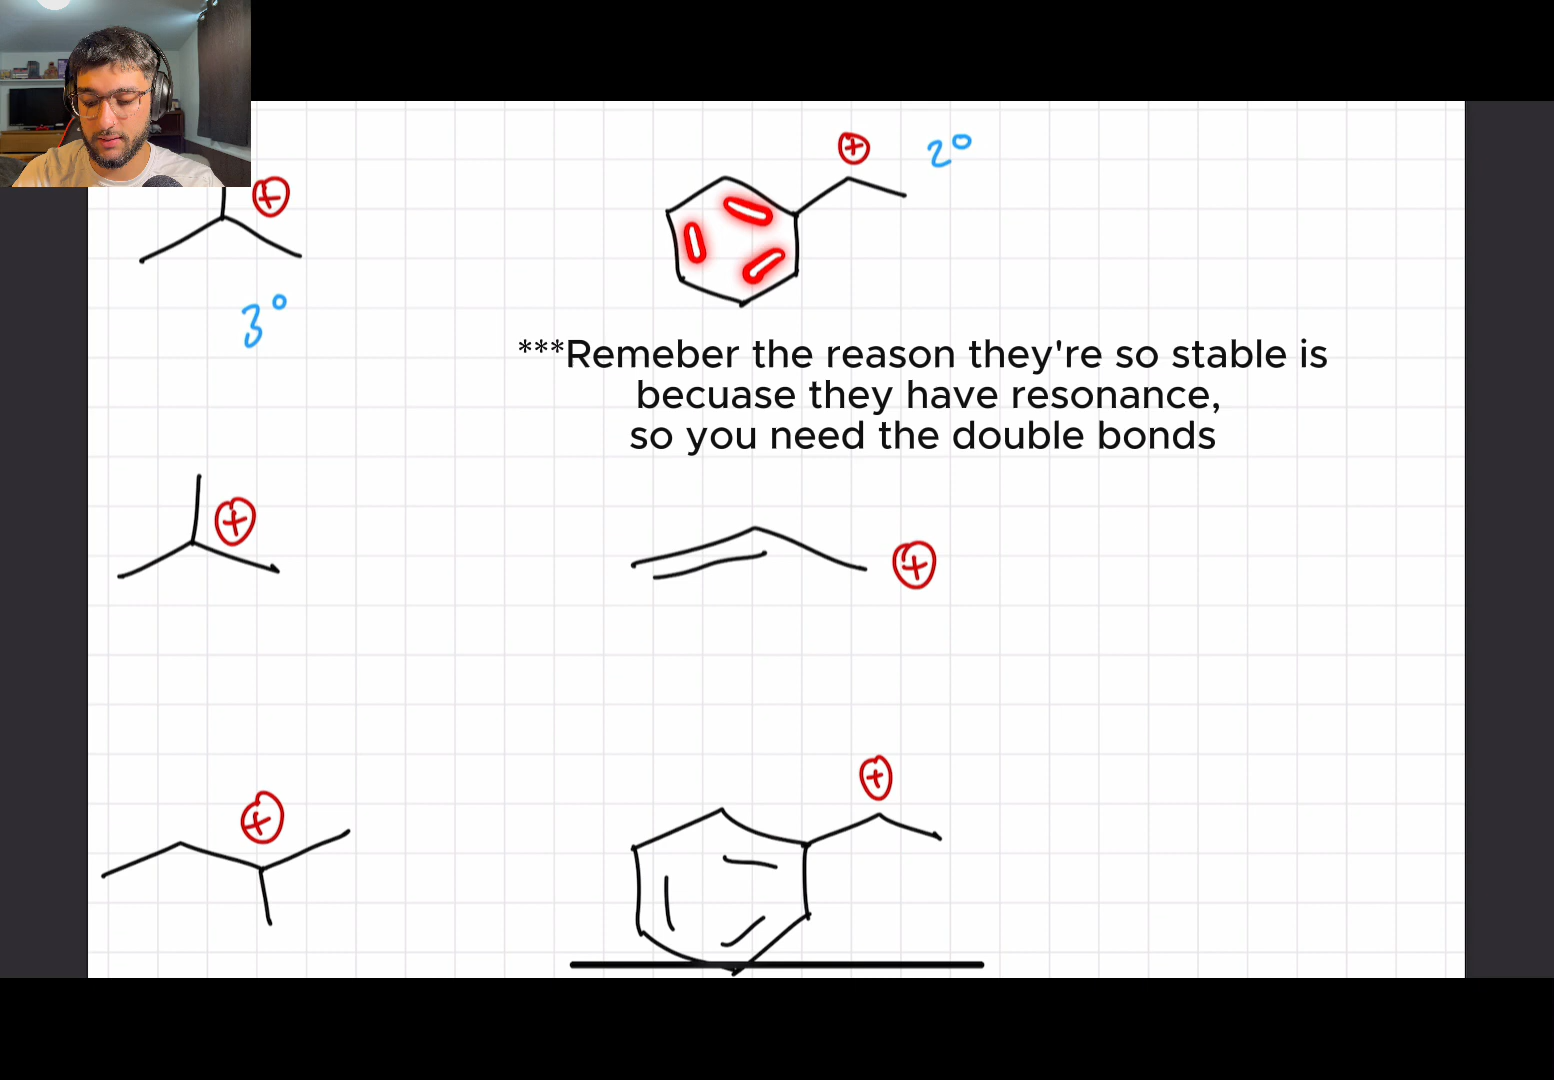 + + 2°
3°
***Remeber the reason they're so stable is
becuase they have resonance,
so you need the double bonds
+ +
+ +